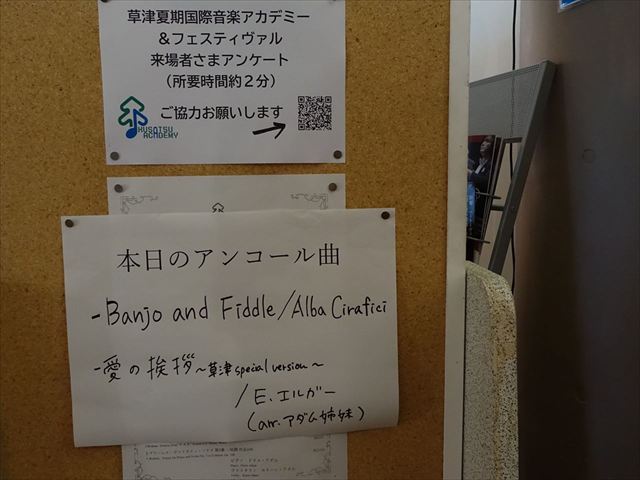 草津夏期国際音楽アカデミー
&フェスティヴァル
来場者さまアンケート
(所要時間約2分)
ご協力お願いします
KUSATSU
ACADEMY
本日のアンコール曲
-Banjo and Fiddle/Alba Cirafici
-愛の挨拶〜草津special version〜
/E.エルガー
(arr.アダム姉妹)